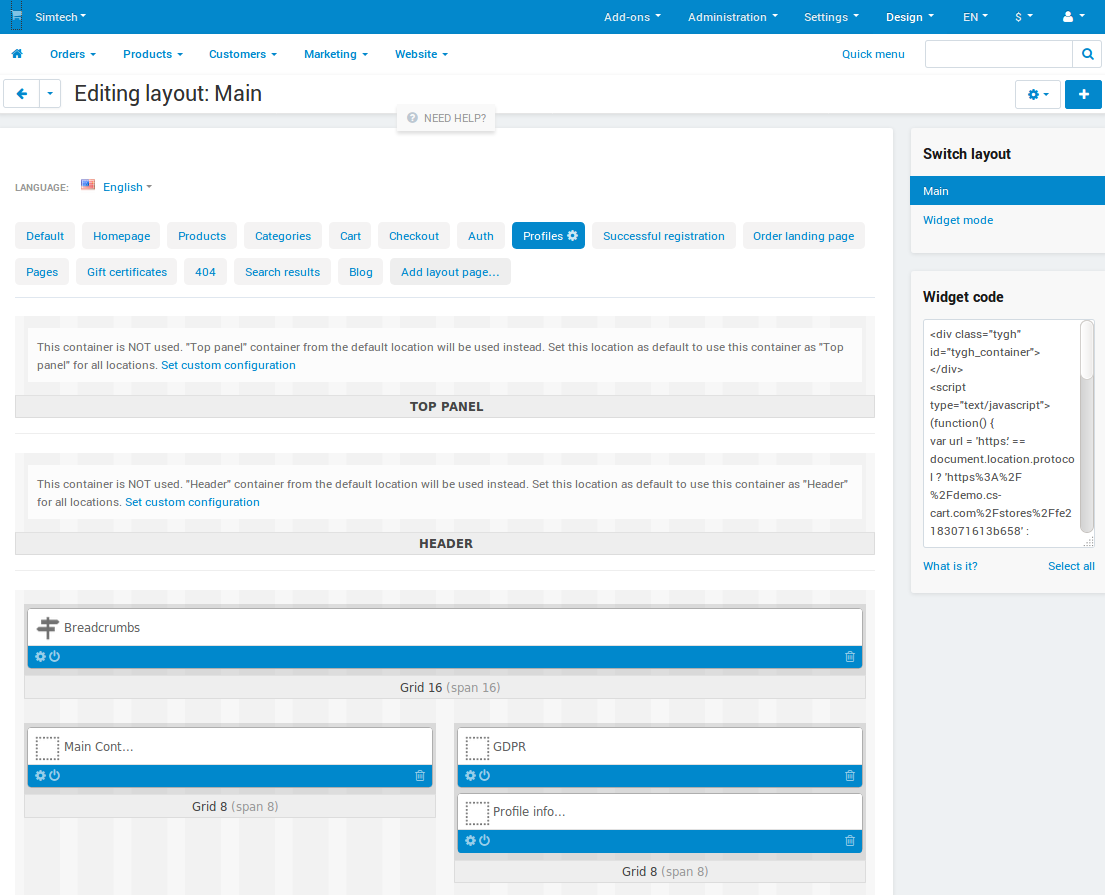 Simtech Add-ons Administration Settings Design EN $
Orders Products Customers Marketing Website Quick menu
Editing layout: Main
NEED HELP?
LANGUAGE: English
Default Homepage Products Categories Cart Checkout Auth Profiles Successful registration Order landing page
Pages Gift certificates 404 Search results Blog Add layout page...
This container is NOT used. "Top panel" container from the default location will be used instead. Set this location as default to use this container as "Top
panel" for all locations. Set custom configuration
TOP PANEL
This container is NOT used. "Header" container from the default location will be used instead. Set this location as default to use this container as "Header"
for all locations. Set custom configuration
HEADER
Breadcrumbs
Grid 16 (span 16)
Main Cont...
Grid 8 (span 8)
GDPR
Profile info...
Grid 8 (span 8)
Switch layout
Main
Widget mode
Widget code
<div class="tygh"
id="tygh_container">
</div>
<script
type="text/javascript">
(function() {
var url = 'https:' ==
document.location.protoco
l ? 'https%3A%2F
%2Fdemo.cs-
cart.com%2Fstores%2Ffe2
183071613b658' :
What is it? Select all